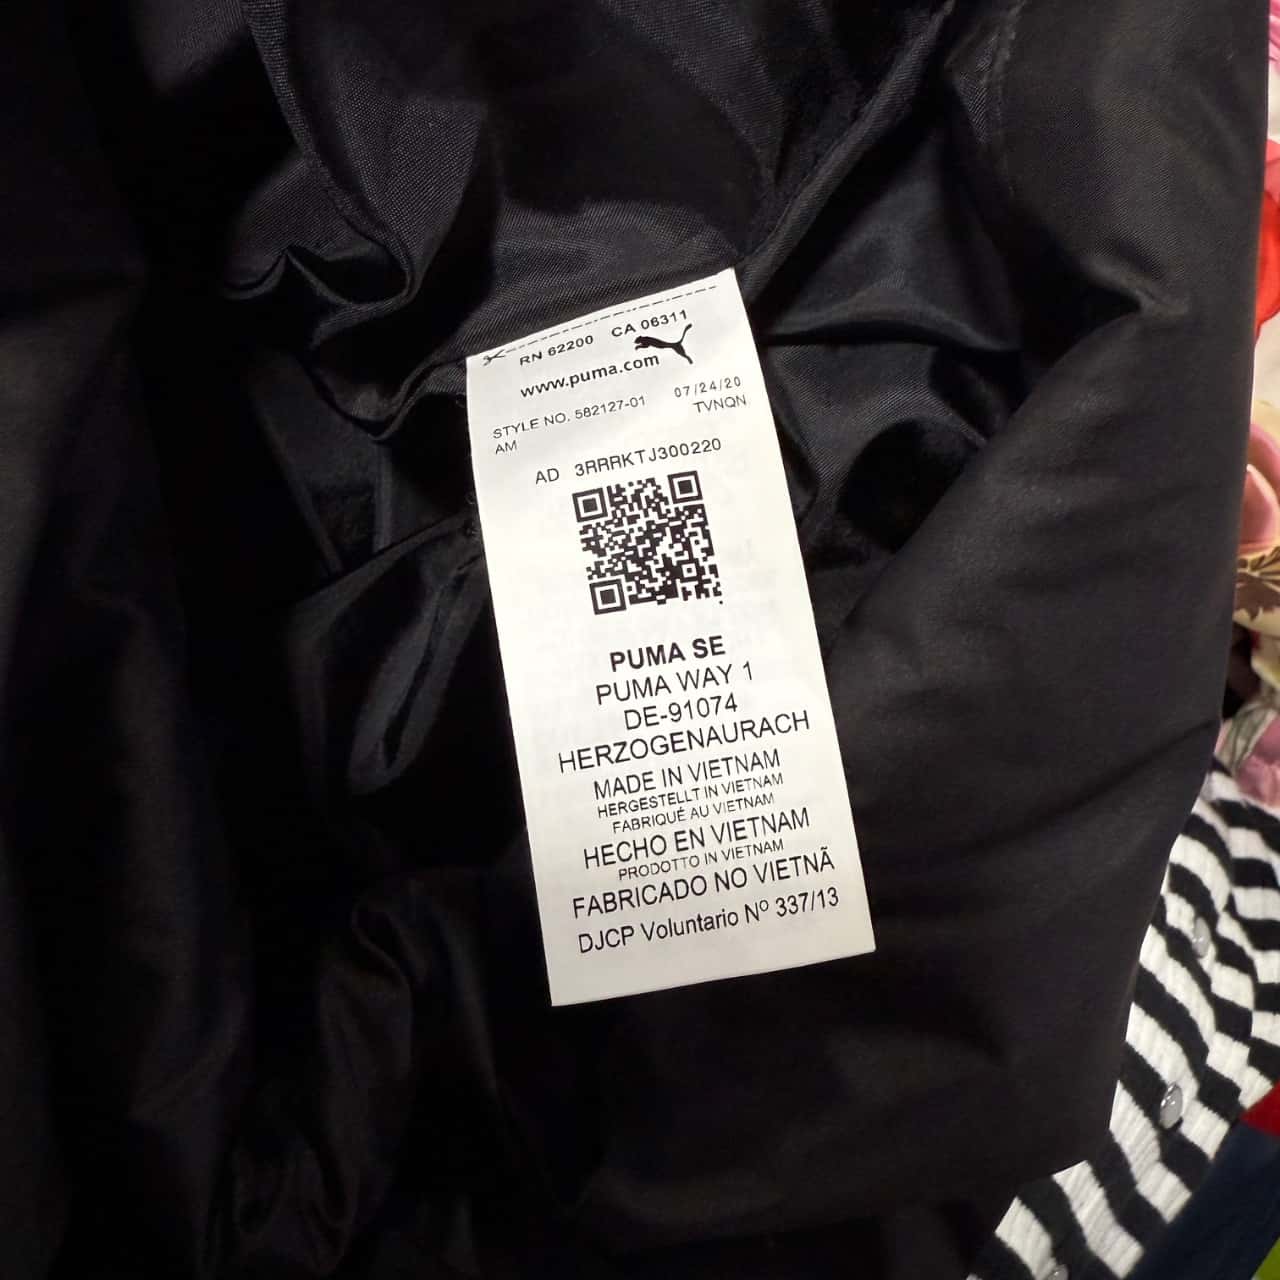 RN 62200 CA 06311
www.puma.com
STYLE NO. 582127-01 07/24/20
AM TVNQN
AD 3RRRKTJ300220
PUMA SE
PUMA WAY 1
DE-91074
HERZOGENAURACH
MADE IN VIETNAM
HERGESTELLT IN VIETNAM
FABRIQUÉ AU VIETNAM
HECHO EN VIETNAM
PRODOTTO IN VIETNAM
FABRICADO NO VIETNÃ
DJCP Voluntario Nº 337/13